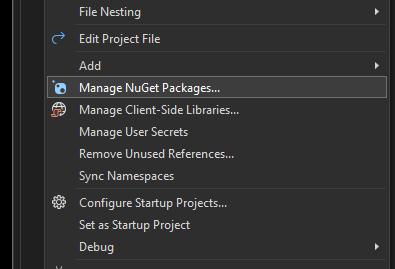 File Nesting
Edit Project File
Add
Manage NuGet Packages...
Manage Client-Side Libraries...
Manage User Secrets
Remove Unused References...
Sync Namespaces
Configure Startup Projects...
Set as Startup Project
Debug